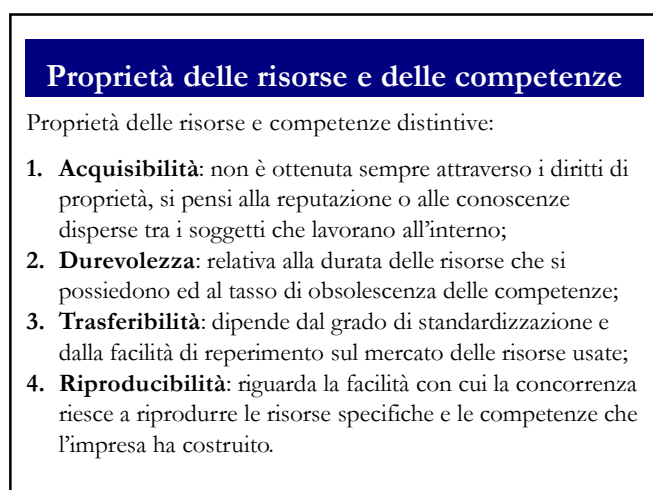 Proprietà delle risorse e delle competenze
Proprietà delle risorse e competenze distintive:
1. Acquisibilità: non è ottenuta sempre attraverso i diritti di
proprietà, si pensi alla reputazione o alle conoscenze
disperse tra i soggetti che lavorano all'interno;
2. Durevolezza: relativa alla durata delle risorse che si
possiedono ed al tasso di obsolescenza delle competenze;
3. Trasferibilità: dipende dal grado di standardizzazione e
dalla facilità di reperimento sul mercato delle risorse usate;
4. Riproducibilità: riguarda la facilità con cui la concorrenza
riesce a riprodurre le risorse specifiche e le competenze che
l'impresa ha costruito.